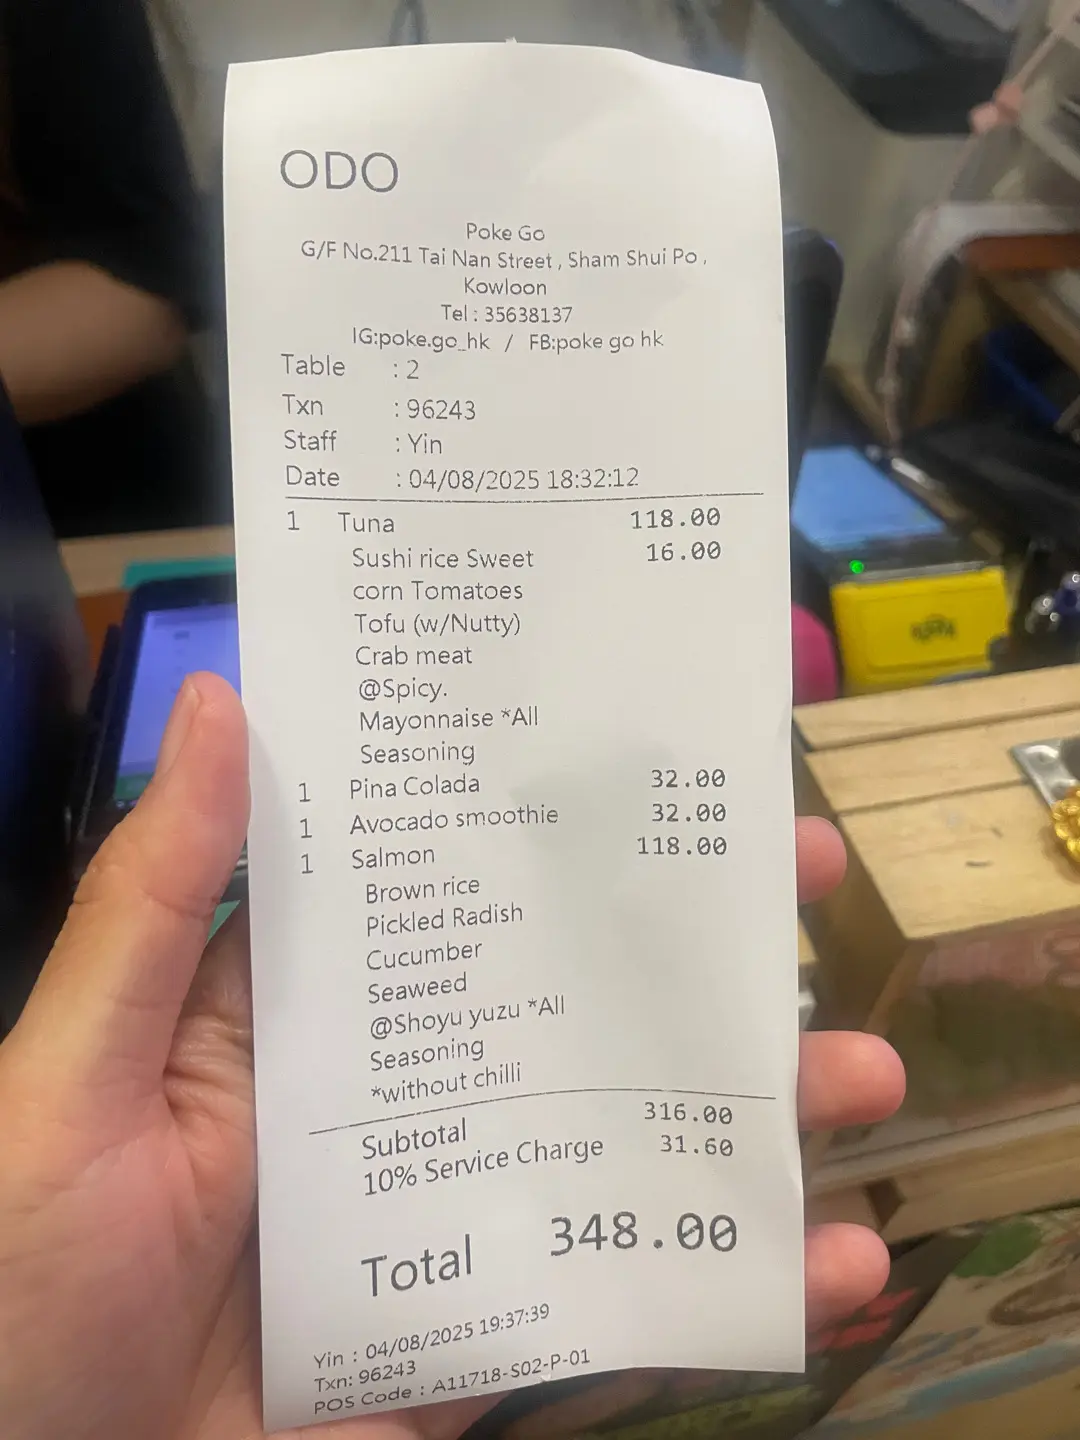 ODO
Poke Go
G/F No.211 Tai Nan Street , Sham Shui Po ,
Kowloon
Tel : 35638137
IG:poke.go_hk / FB:poke go hk
Table : 2
Txn : 96243
Staff : Yin
Date : 04/08/2025 18:32:12
1 Tuna 118.00
Sushi rice Sweet 16.00
corn Tomatoes
Tofu (w/Nutty)
Crab meat
@Spicy.
Mayonnaise *All
Seasoning
1 Pina Colada 32.00
1 Avocado smoothie 32.00
1 Salmon 118.00
Brown rice
Pickled Radish
Cucumber
Seaweed
@Shoyu yuzu *All
Seasoning
*without chilli
Subtotal 316.00
10% Service Charge 31.60
Total 348.00
Yin : 04/08/2025 19:37:39
Txn: 96243
POS Code : A11718-S02-P-01